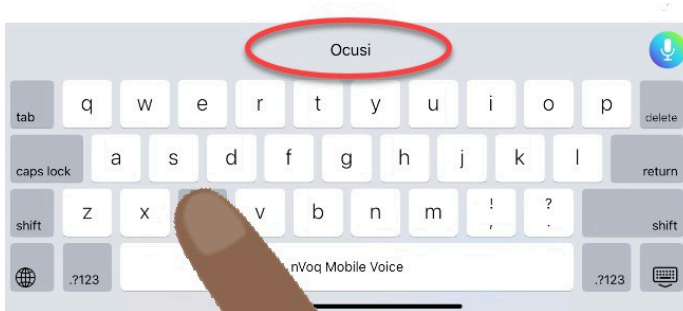 Ocusi
tab q w e r t y u i o p delete
caps lock a s d f g h j k l return
shift z x v b n m ! , ? . shift
.?123 nVoq Mobile Voice .?123